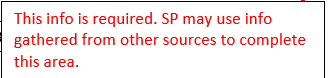 This info is required. SP may use info
gathered from other sources to complete
this area.